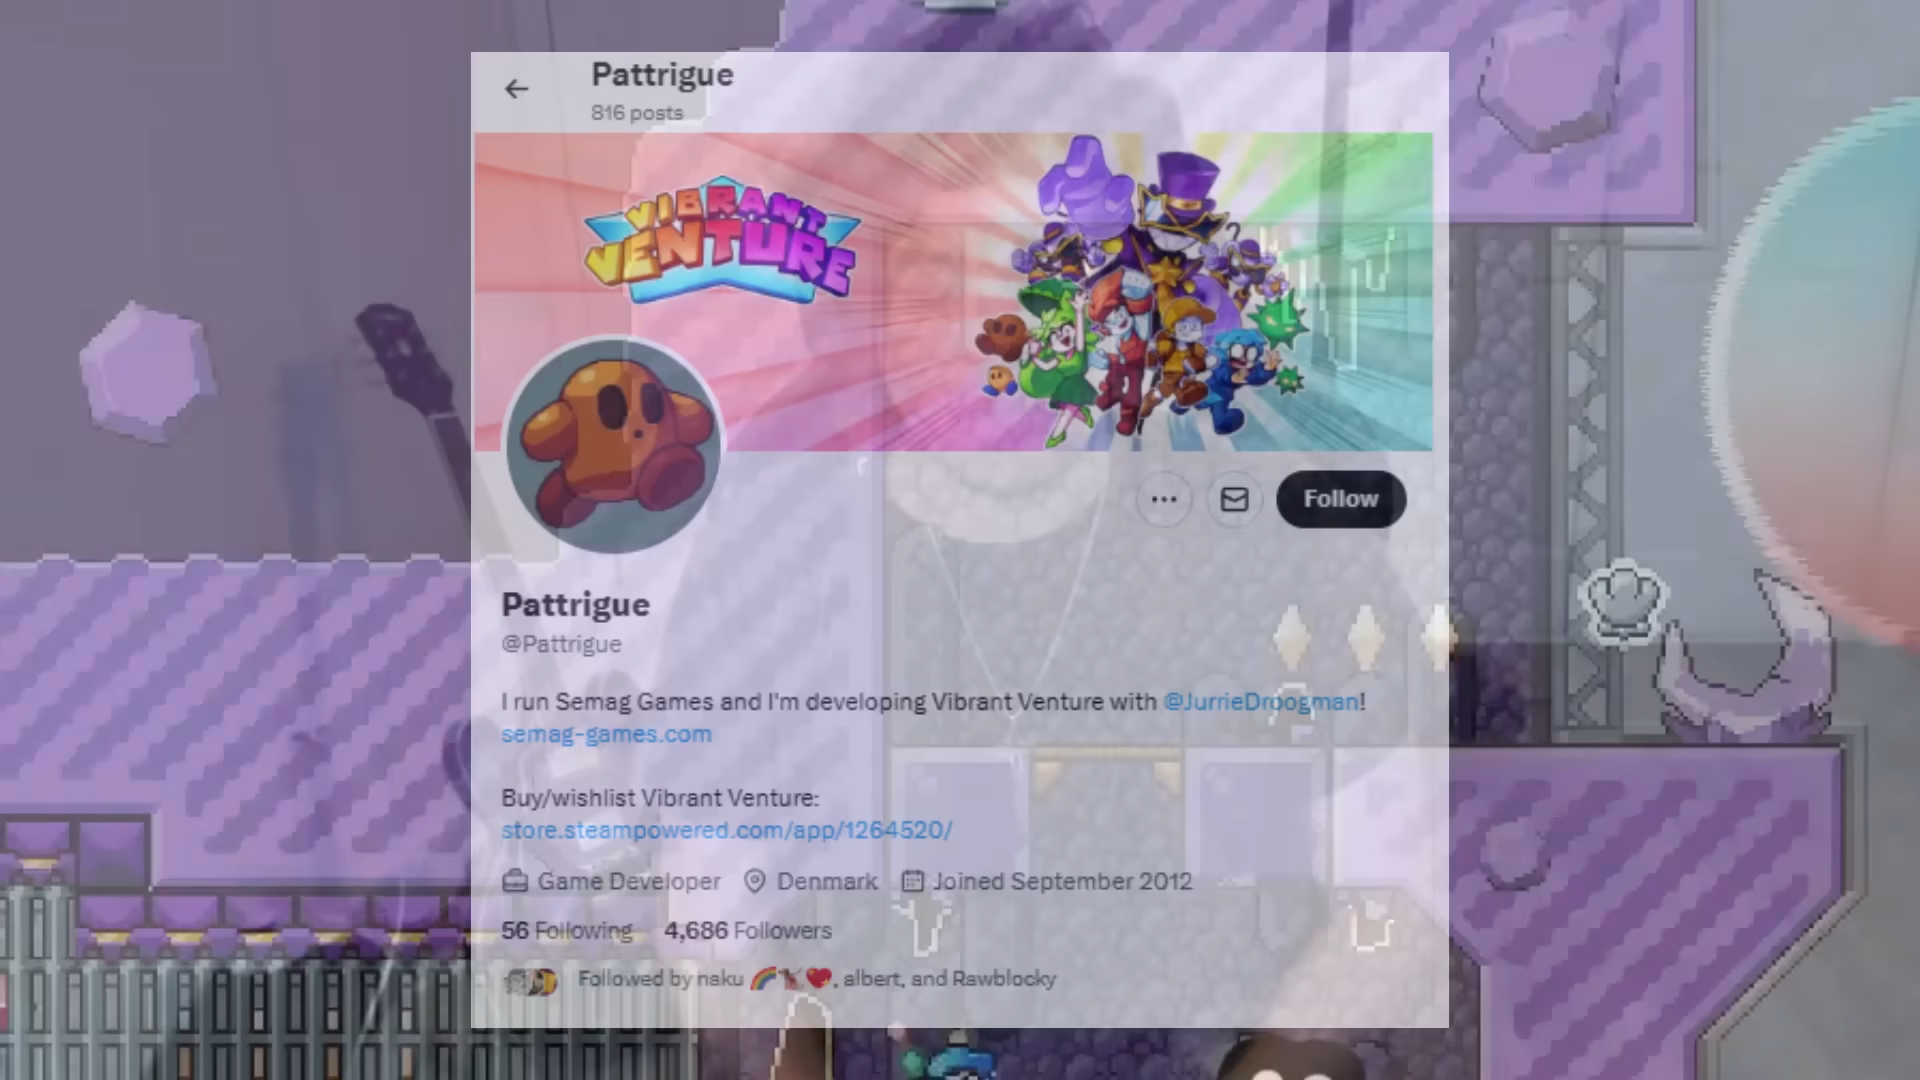 Pattrigue
816 posts
VIBRANT
VENTURE
Follow
Pattrigue
@Pattrigue
I run Semag Games and I'm developing Vibrant Venture with @JurrieDroogman!
semag-games.com
Buy/wishlist Vibrant Venture:
store.steampowered.com/app/1264520/
Game Developer Denmark Joined September 2012
56 Following 4,686 Followers
Followed by naku 🌈🐩❤️, albert, and Rawblocky